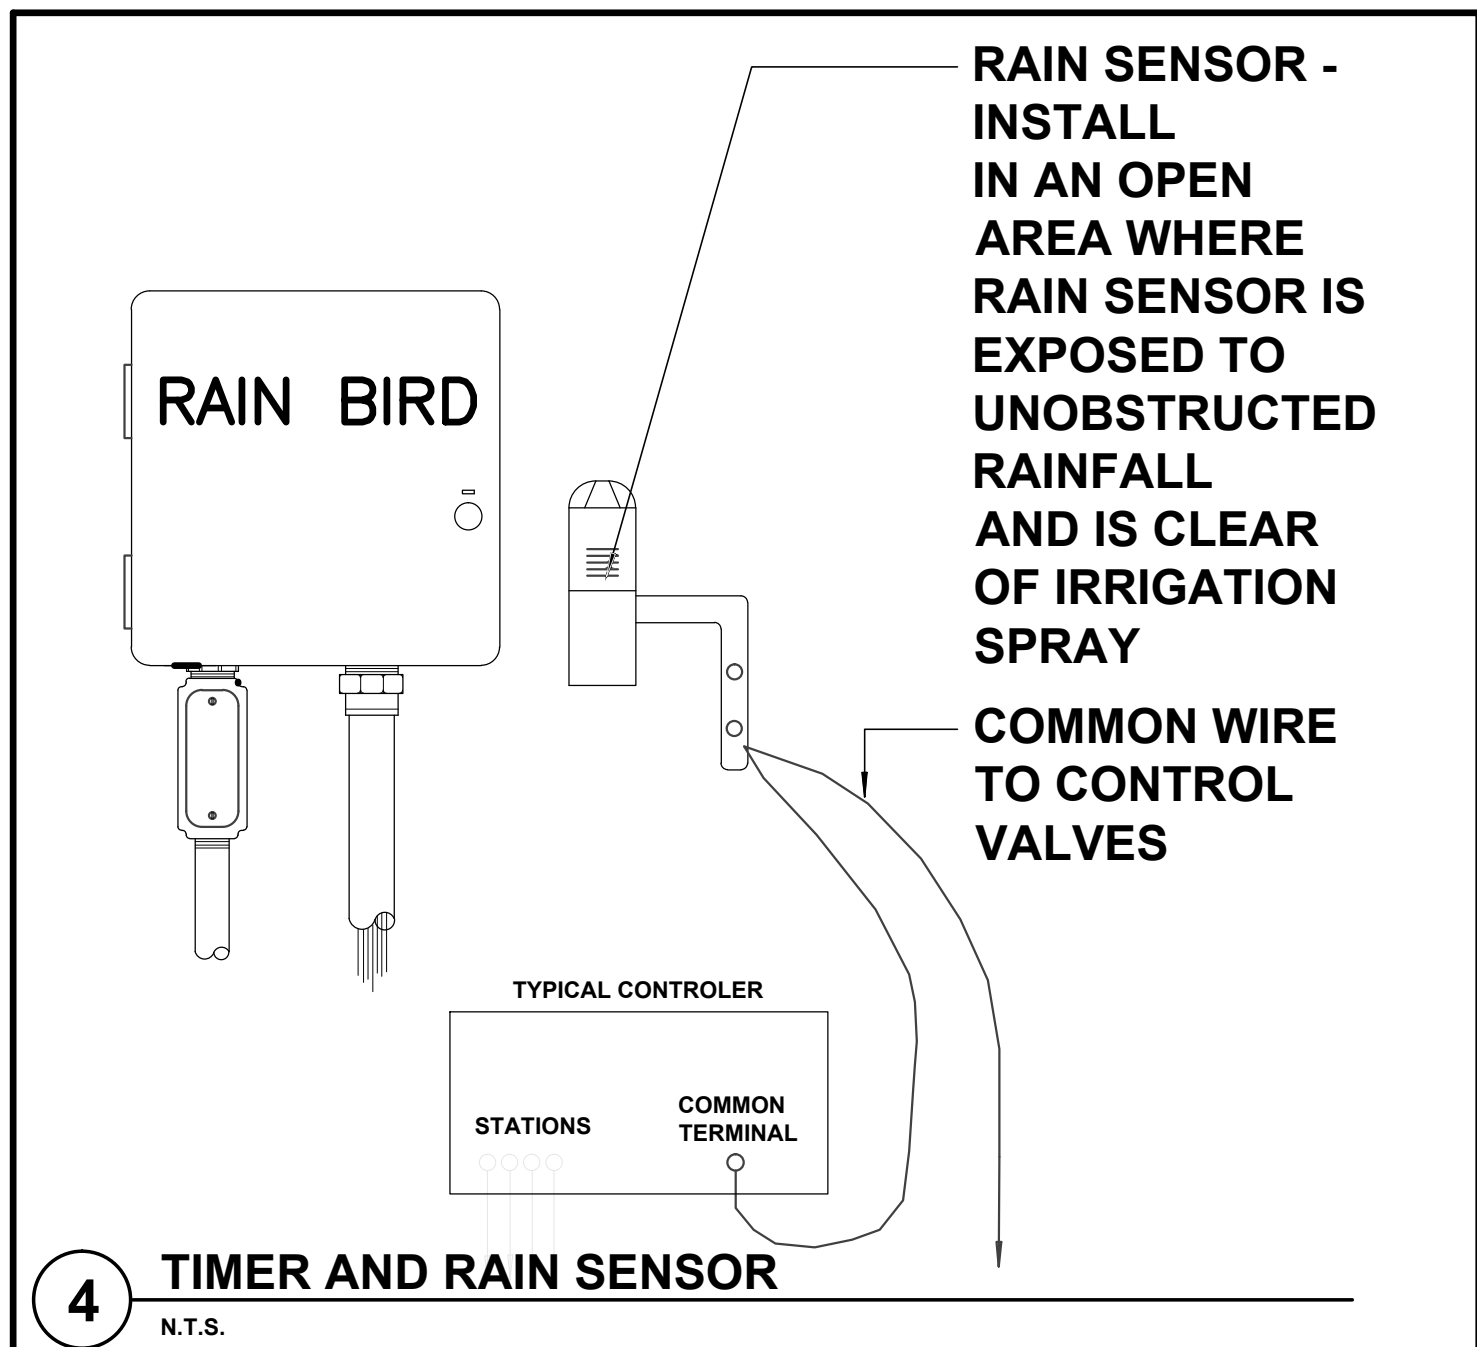 RAIN SENSOR -
INSTALL
IN AN OPEN
AREA WHERE
RAIN SENSOR IS
EXPOSED TO
UNOBSTRUCTED
RAINFALL
AND IS CLEAR
OF IRRIGATION
SPRAY
RAIN BIRD
COMMON WIRE
TO CONTROL
VALVES
TYPICAL CONTROLER
STATIONS
COMMON
TERMINAL
4
TIMER AND RAIN SENSOR
N.T.S.